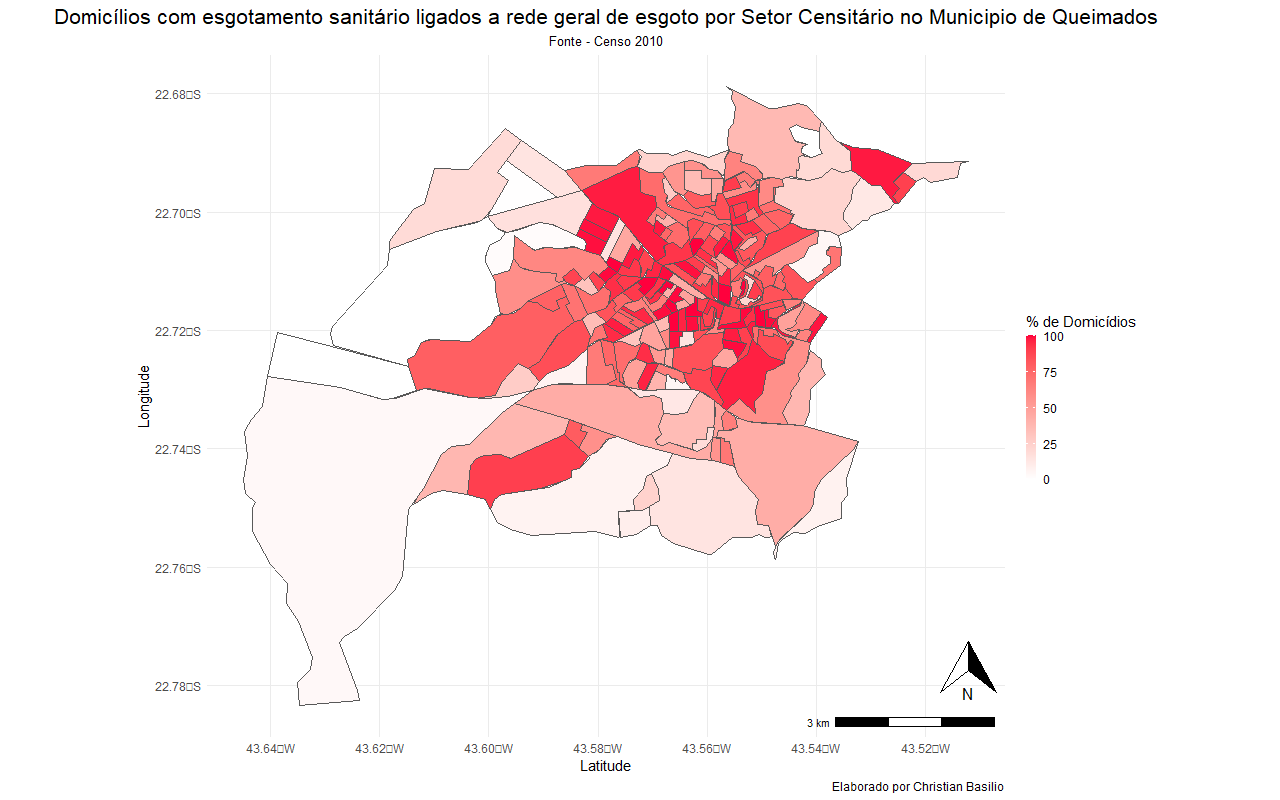 Domicílios com esgotamento sanitário ligados a rede geral de esgoto por Setor Censitário no Municipio de Queimados
Fonte - Censo 2010
22.68□S
22.70□S
22.72□S
22.74□S
22.76□S
22.78□S
Longitude
% de Domicídios
100
75
50
25
0
N
3 km
43.64□W 43.62□W 43.60□W 43.58□W 43.56□W 43.54□W 43.52□W
Latitude
Elaborado por Christian Basilio